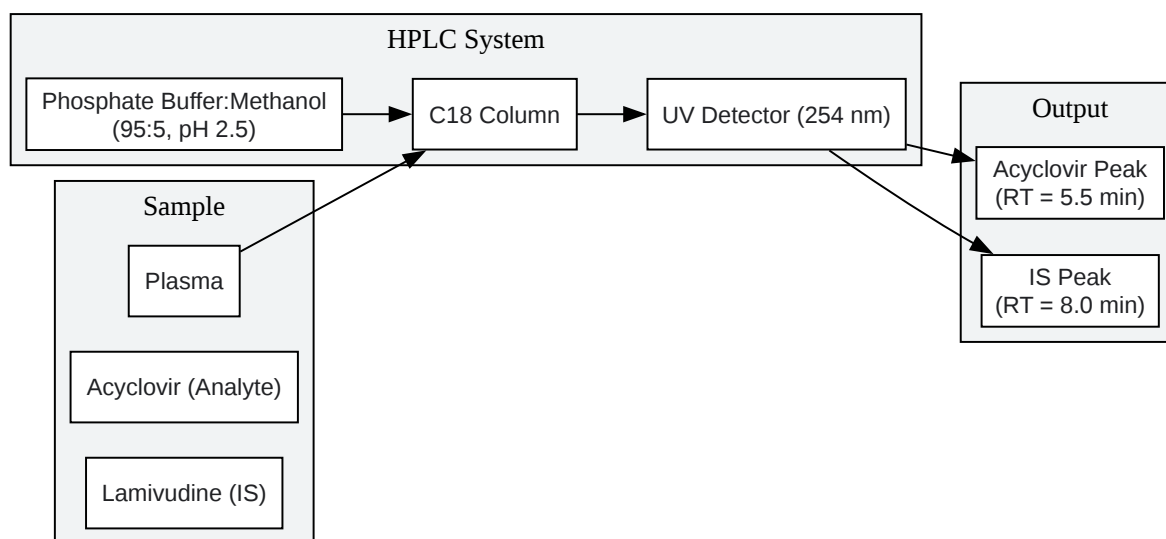 HPLC System
Phosphate Buffer:Methanol
(95:5, pH 2.5)
C18 Column
UV Detector (254 nm)
Output
Acyclovir Peak
(RT = 5.5 min)
IS Peak
(RT = 8.0 min)
Sample
Plasma
Acyclovir (Analyte)
Lamivudine (IS)